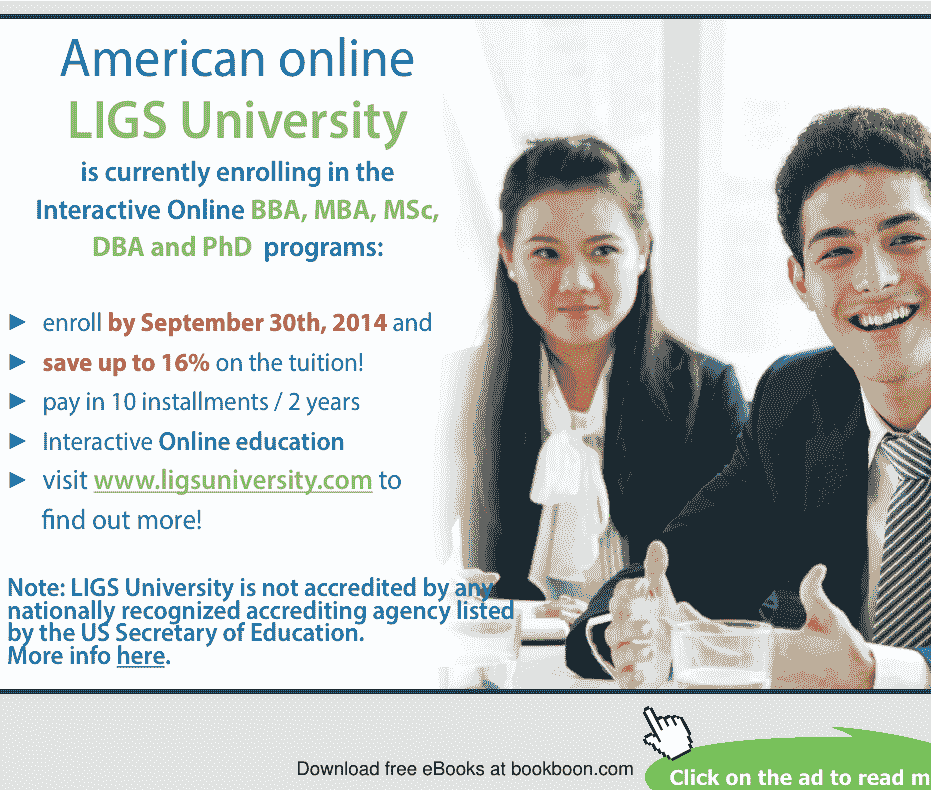 American online
LIGS University
is currently enrolling in the
Interactive Online BBA, MBA, MSc,
DBA and PhD programs:
► enroll by September 30th, 2014 and
► save up to 16% on the tuition!
► pay in 10 installments / 2 years
► Interactive Online education
► visit www.ligsuniversity.com to
find out more!
Note: LIGS University is not accredited by any
nationally recognized accrediting agency listed
by the US Secretary of Education.
More info here.
Download free eBooks at bookboon.com
Click on the ad to read m